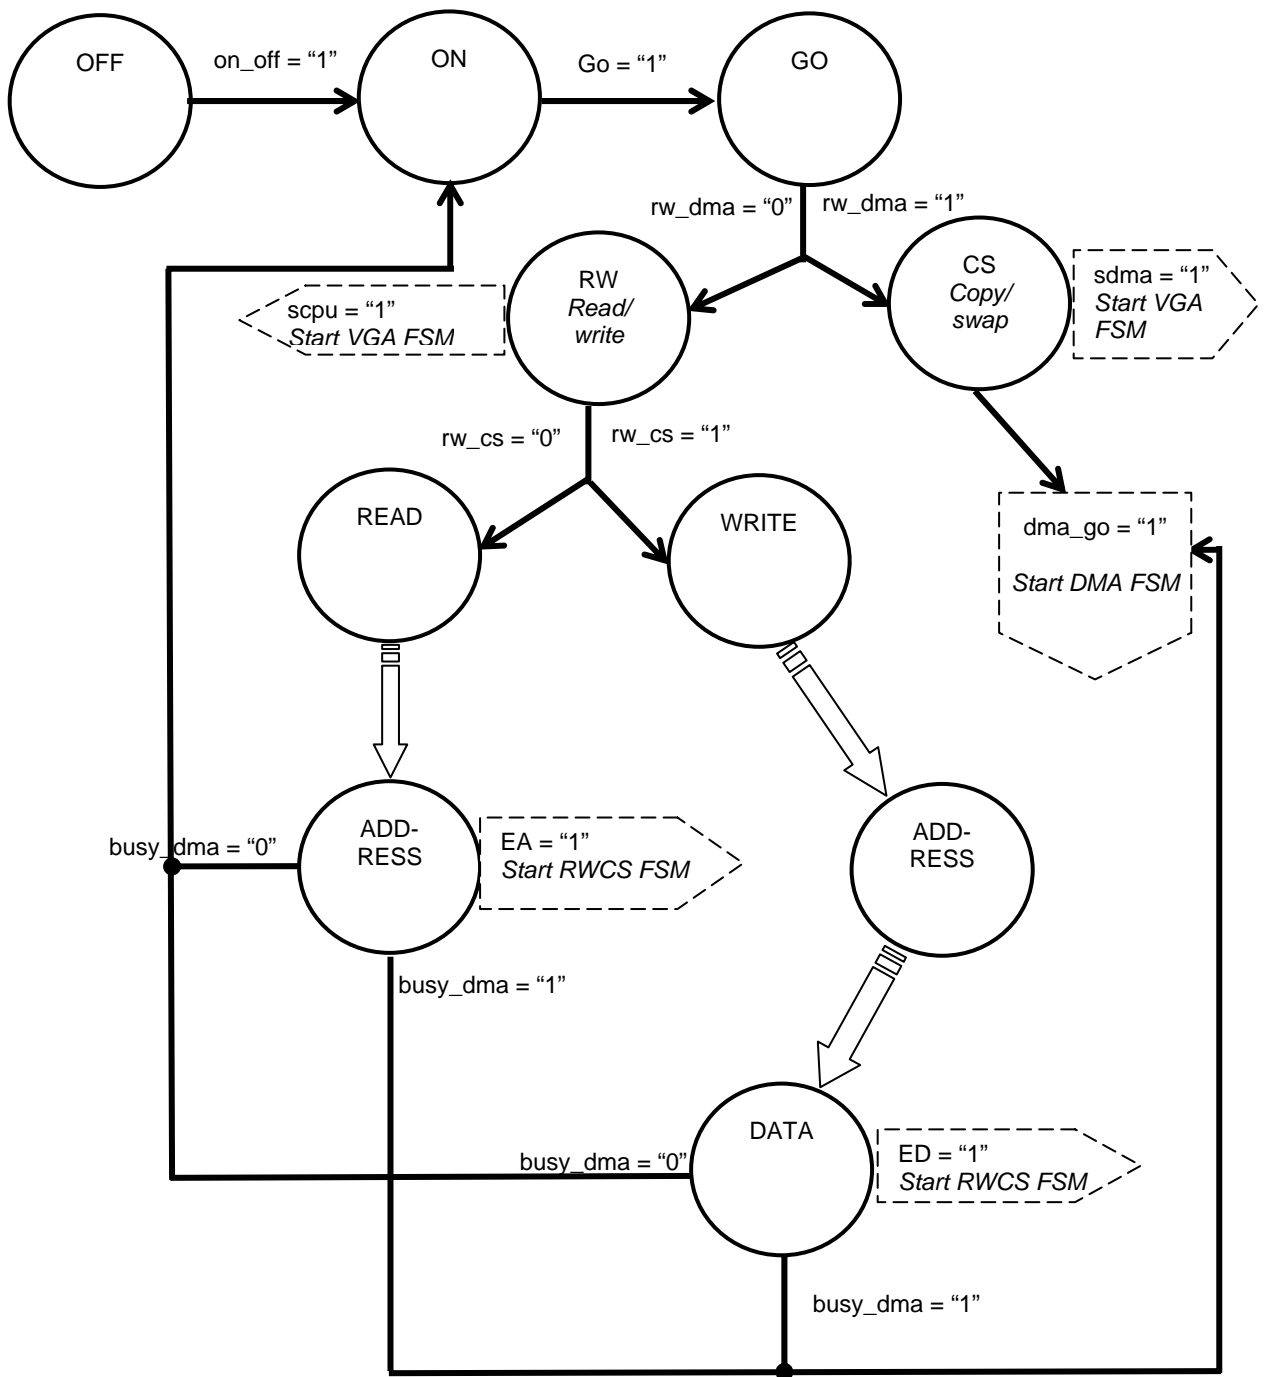 OFF
on_off = “1”
ON
Go = “1”
GO
rw_dma = “0”
rw_dma = “1”
RW
Read/
write
CS
Copy/
swap
scpu = “1”
Start VGA FSM
sdma = “1”
Start VGA
FSM
rw_cs = “0”
rw_cs = “1”
READ
WRITE
dma_go = “1”
Start DMA FSM
busy_dma = “0”
ADD-
RESS
EA = “1”
Start RWCS FSM
ADD-
RESS
busy_dma = “1”
DATA
busy_dma = “0”
ED = “1”
Start RWCS FSM
busy_dma = “1”